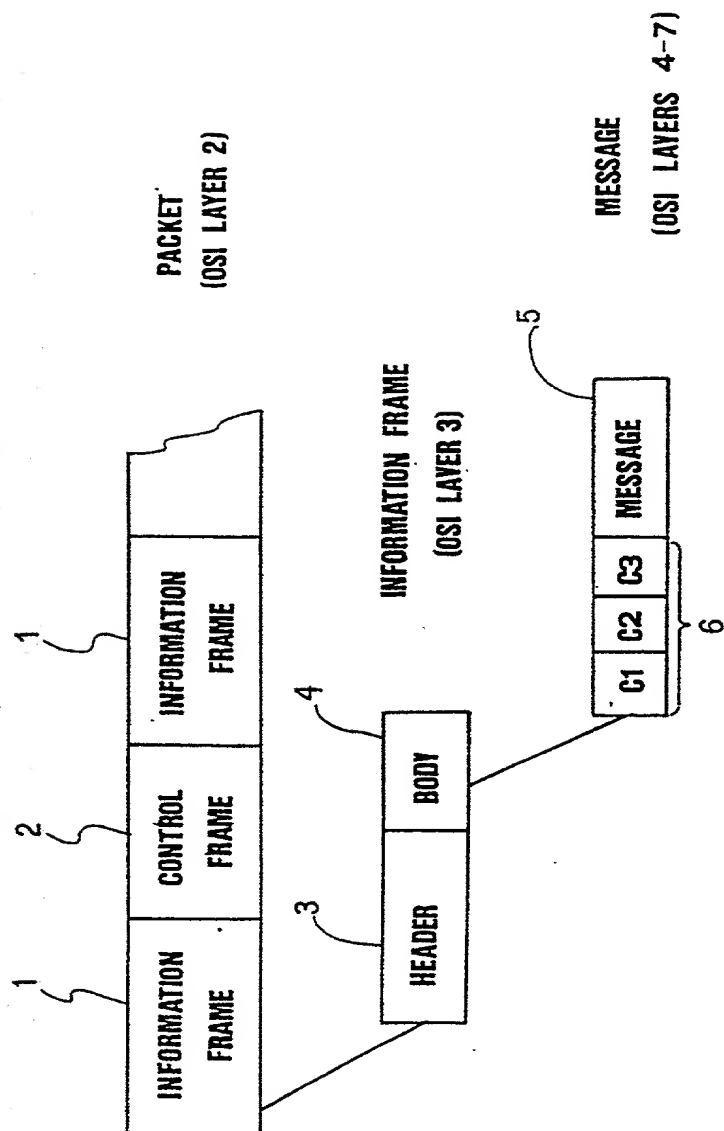 1
2
1
INFORMATION
FRAME
CONTROL
FRAME
INFORMATION
FRAME
PACKET
(OSI LAYER 2)
3
4
HEADER
BODY
INFORMATION FRAME
(OSI LAYER 3)
5
C1
C2
C3
MESSAGE
6
MESSAGE
(OSI LAYERS 4-7)